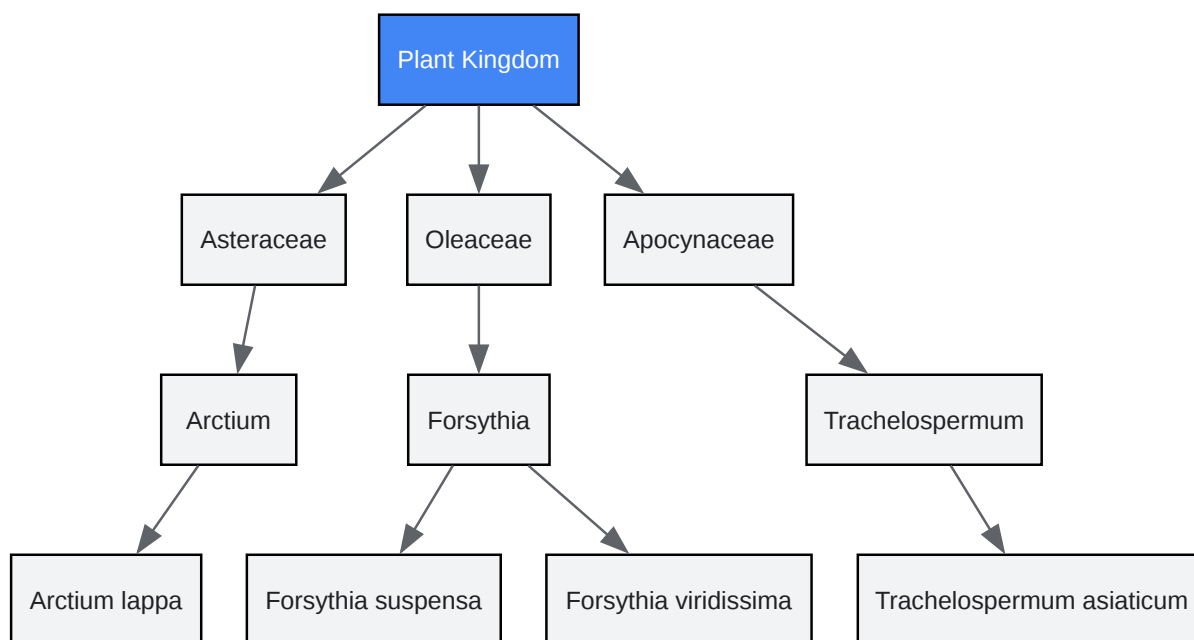 Plant Kingdom
Asteraceae
Oleaceae
Apocynaceae
Arctium
Forsythia
Trachelospermum
Arctium lappa
Forsythia suspensa
Forsythia viridissima
Trachelospermum asiaticum